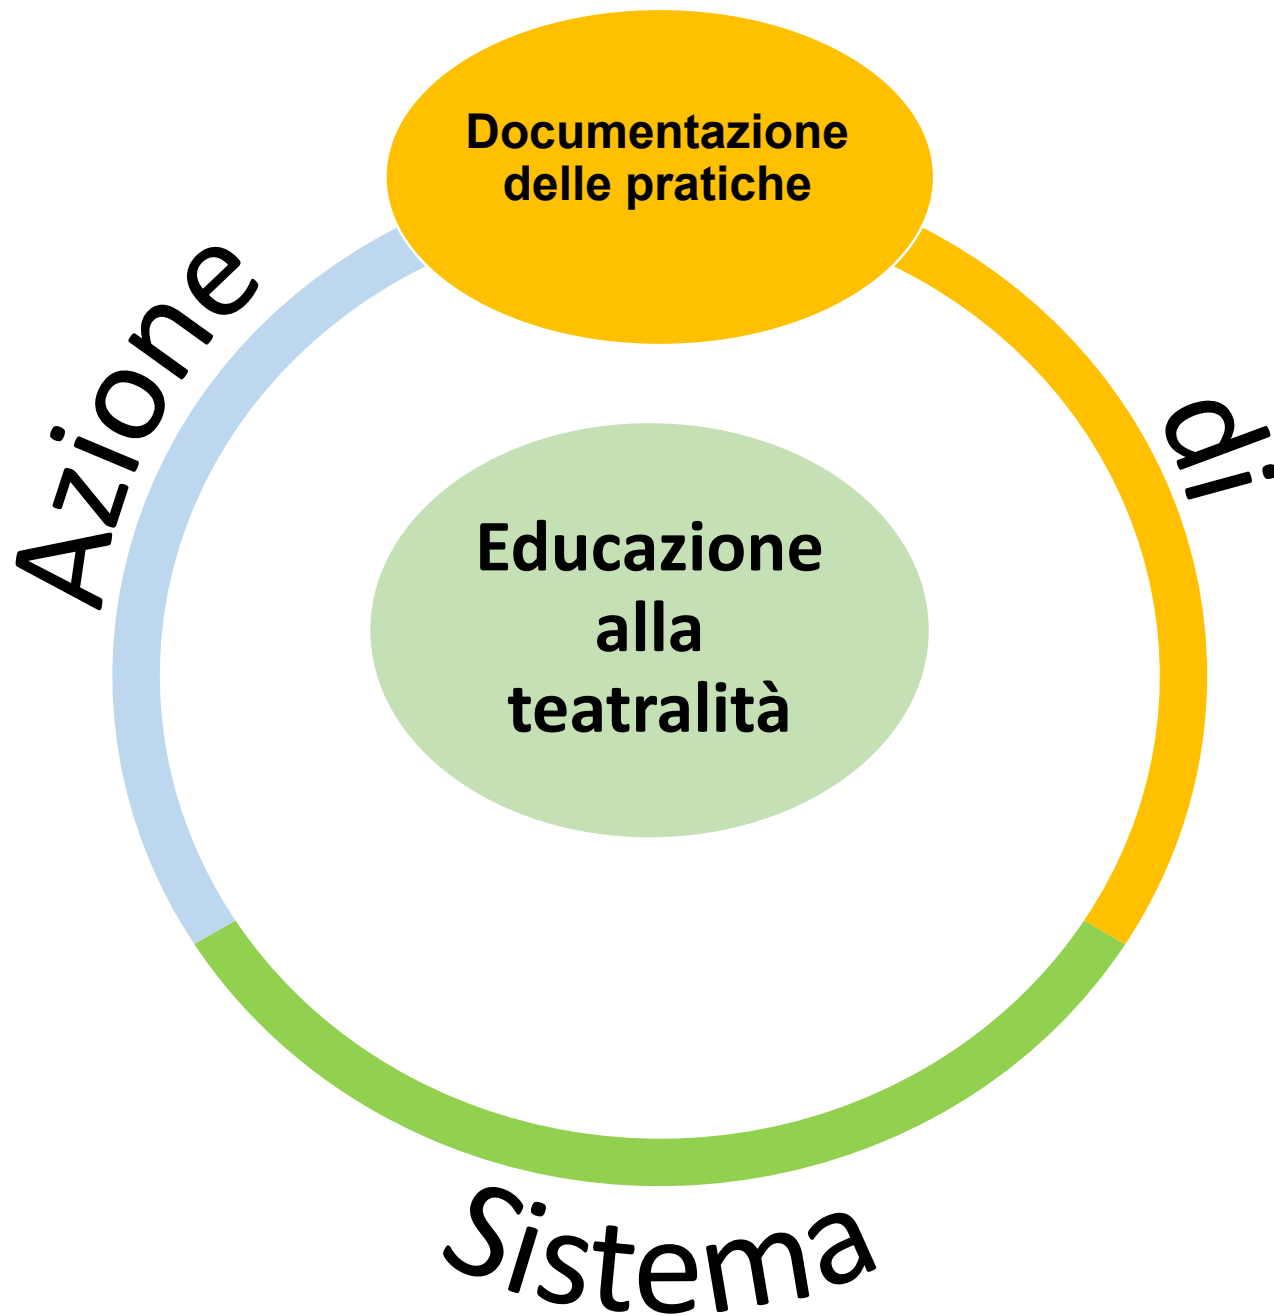 Documentazione
delle pratiche
Azione
di
Educazione
alla
teatralità
Sistema